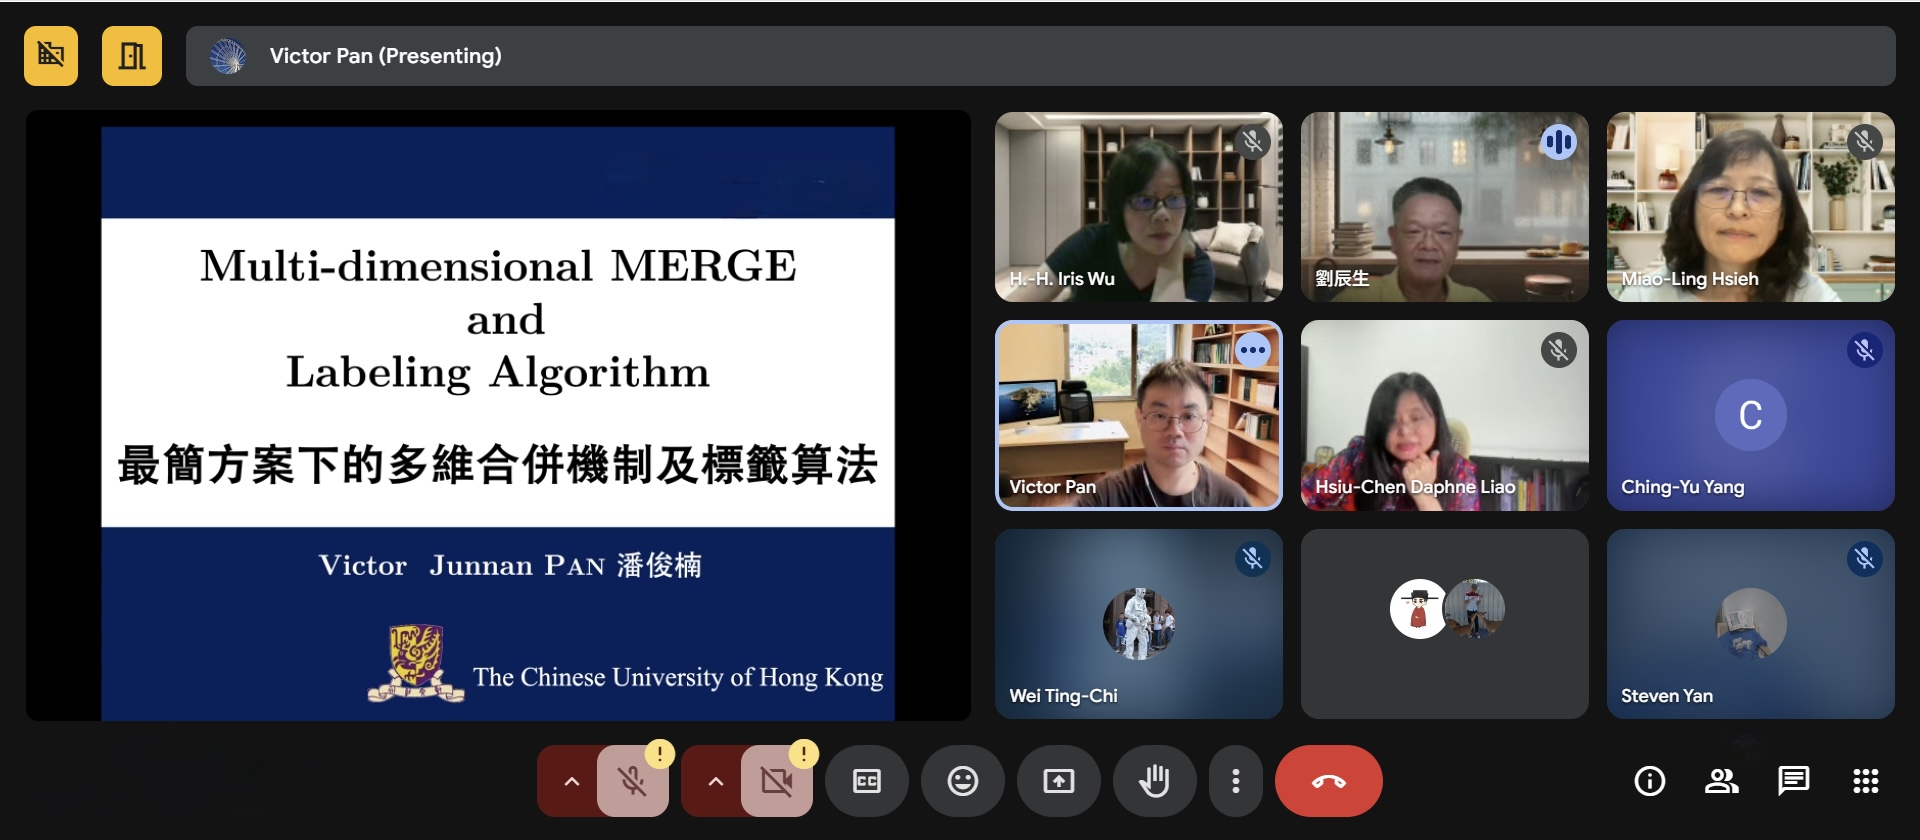 Victor Pan (Presenting)
Multi-dimensional MERGE
and
Labeling Algorithm
最簡方案下的多維合併機制及標籤算法
Victor Junnan PAN 潘俊楠
The Chinese University of Hong Kong
H.-H. Iris Wu
劉辰生
Miao-Ling Hsieh
Victor Pan
Hsiu-Chen Daphne Liao
C
Ching-Yu Yang
Wei Ting-Chi
Steven Yan
CC